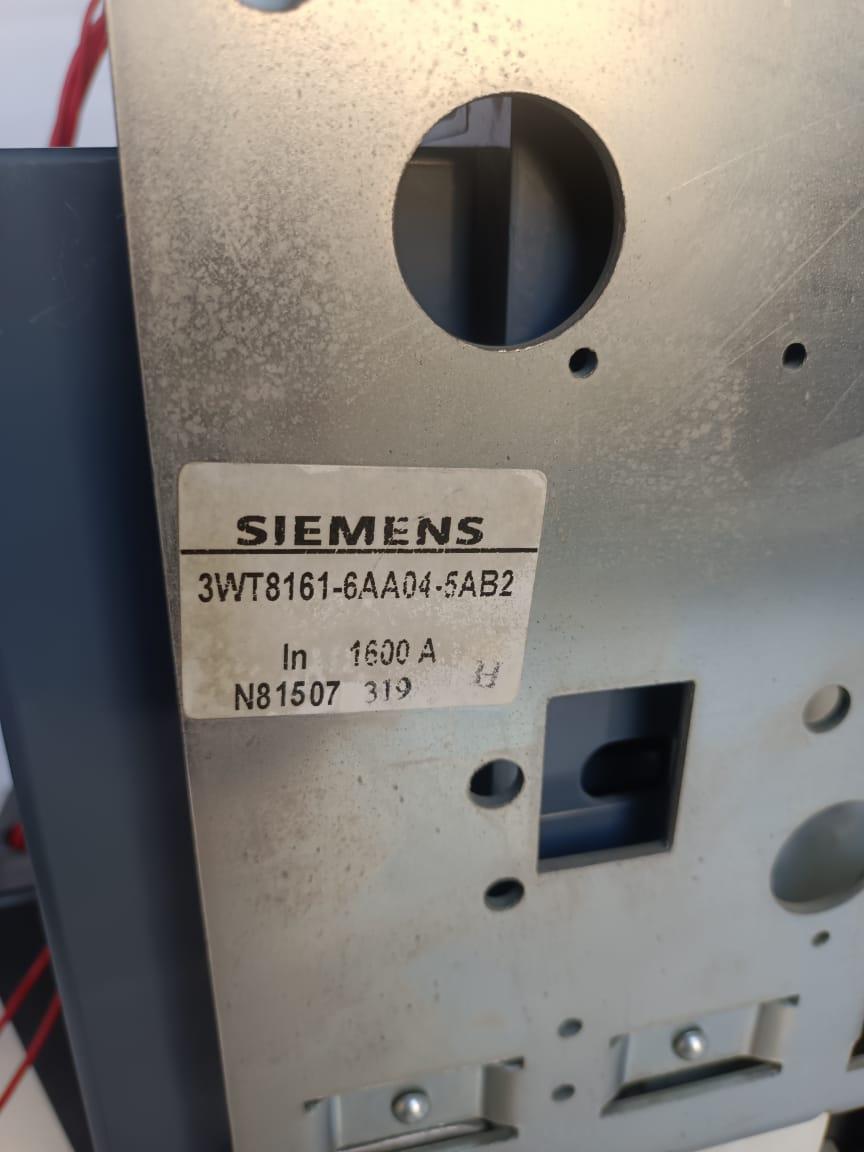 SIEMENS
3WT8161-6AA04-5AB2
In 1600 A
N81507 319 R